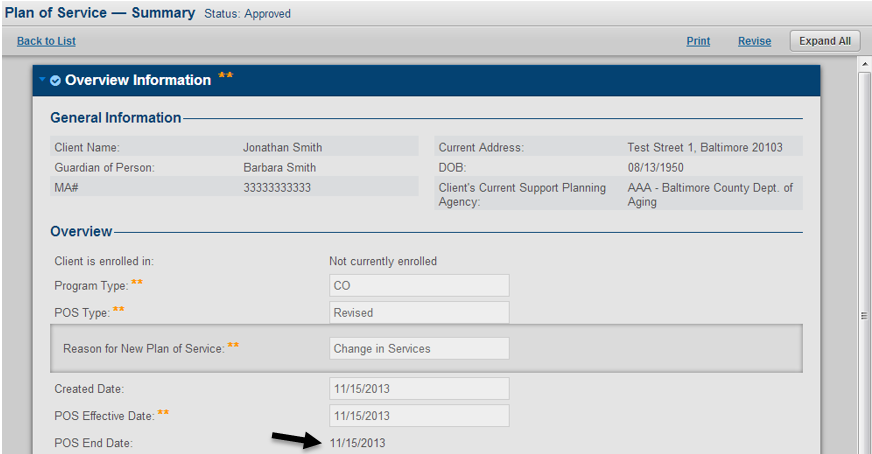 Plan of Service — Summary Status: Approved
Back to List Print Revise Expand All
Overview Information **
General Information
Client Name: Jonathan Smith Current Address: Test Street 1, Baltimore 20103
Guardian of Person: Barbara Smith DOB: 08/13/1950
MA# 33333333333 Client's Current Support Planning Agency: AAA - Baltimore County Dept. of Aging
Overview
Client is enrolled in: Not currently enrolled
Program Type: ** CO
POS Type: ** Revised
Reason for New Plan of Service: ** Change in Services
Created Date: 11/15/2013
POS Effective Date: ** 11/15/2013
POS End Date: 11/15/2013